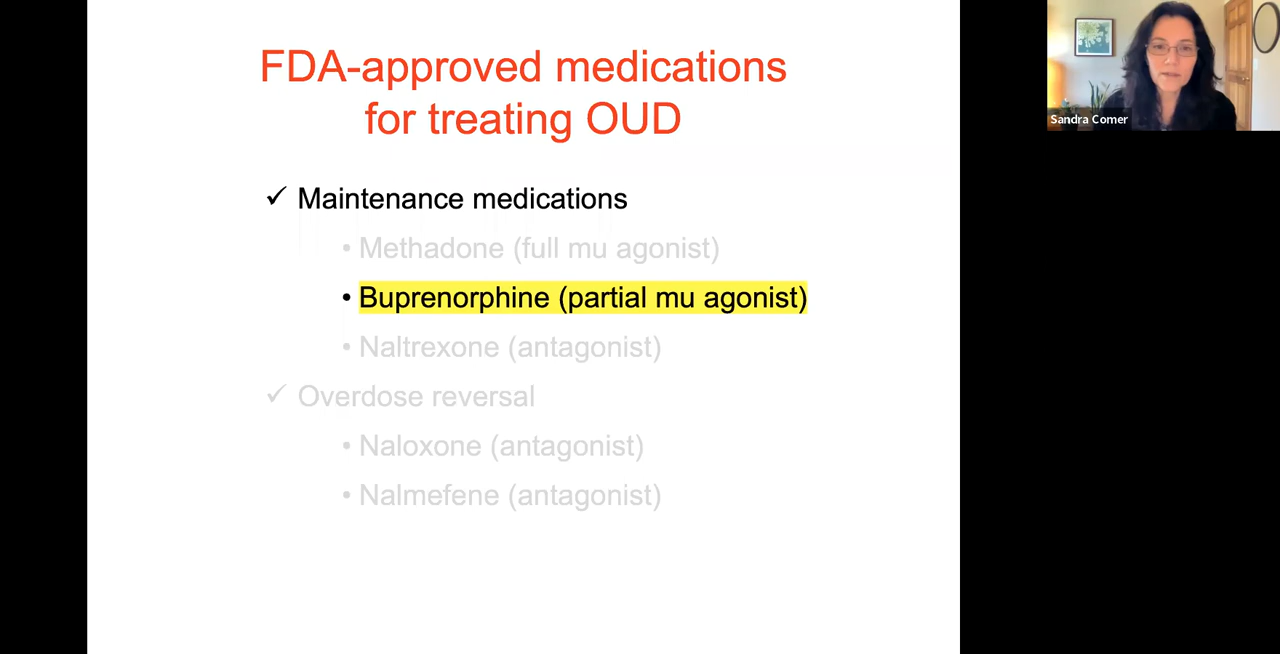 FDA-approved medications
for treating OUD
✓ Maintenance medications
• Methadone (full mu agonist)
• Buprenorphine (partial mu agonist)
• Naltrexone (antagonist)
✓ Overdose reversal
• Naloxone (antagonist)
• Nalmefene (antagonist)
Sandra Comer